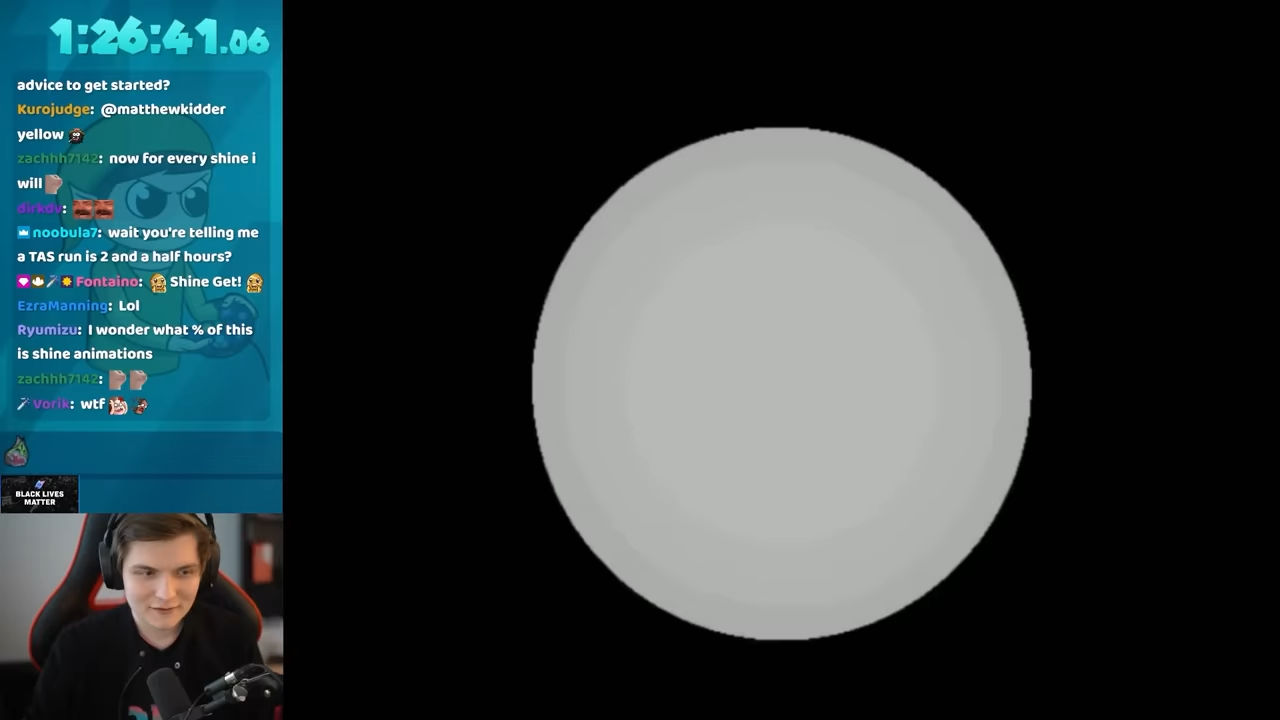 1:26:41.06
advice to get started?
Kurojudge: @matthewkidder
yellow
zachhh7142: now for every shine i
will
dirkdv:
noobula7: wait you're telling me
a TAS run is 2 and a half hours?
Fontaino: Shine Get!
EzraManning: Lol
Ryumizu: I wonder what % of this
is shine animations
zachhh7142:
Vorik: wtf
BLACK LIVES
MATTER